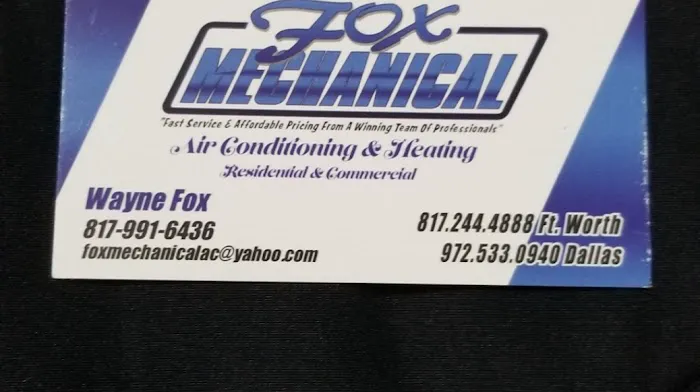 Fox
MECHANICAL
"Fast Service & Affordable Pricing From A Winning Team Of Professionals"
Air Conditioning & Heating
Residential & Commercial
Wayne Fox
817-991-6436
foxmechanicalac@yahoo.com
817.244.4888 Ft. Worth
972.533.0940 Dallas